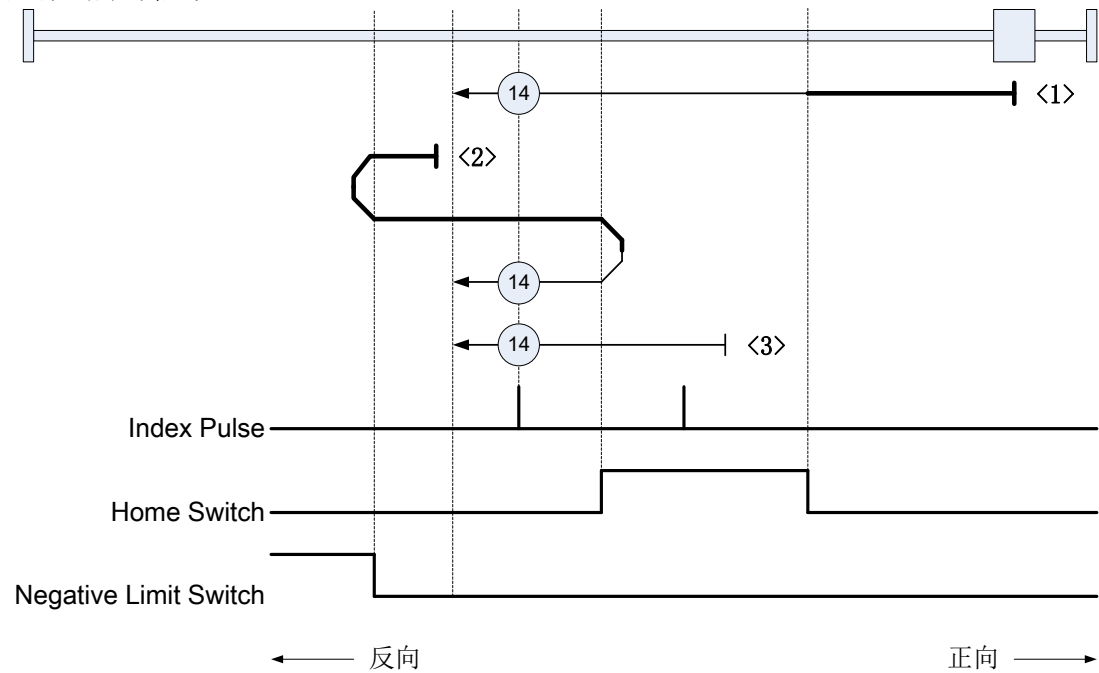 14
<1>
<2>
14
14
<3>
Index Pulse
Home Switch
Negative Limit Switch
反向
正向